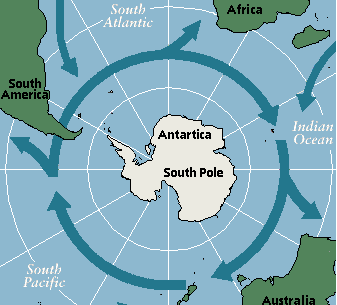 South
Atlantic
Africa
South
America
Antartica
Indian
Ocean
South Pole
South
Pacific
Australia